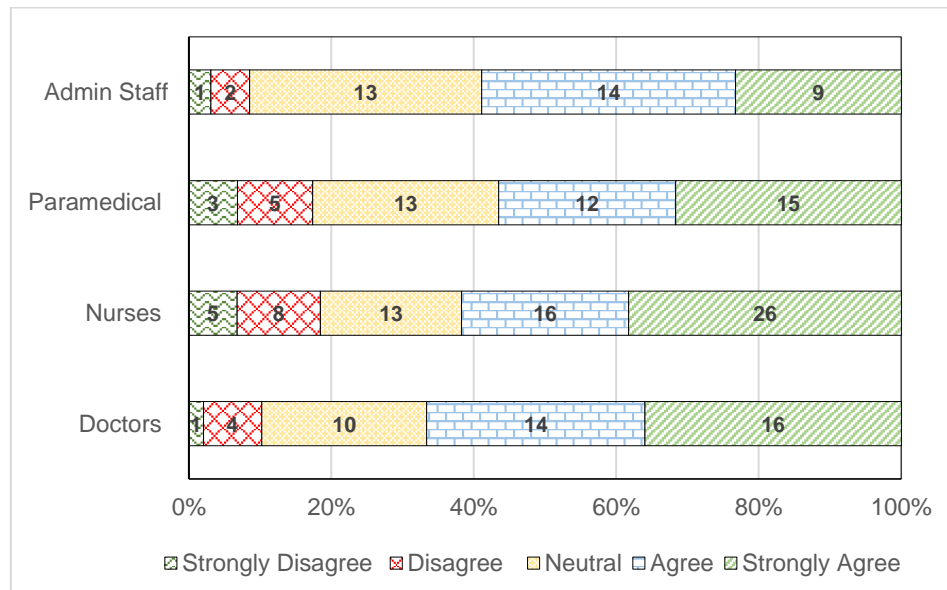 Admin Staff 1 2 13 14 9
Paramedical 3 5 13 12 15
Nurses 5 8 13 16 26
Doctors 1 4 10 14 16
0% 20% 40% 60% 80% 100%
Strongly Disagree Disagree Neutral Agree Strongly Agree